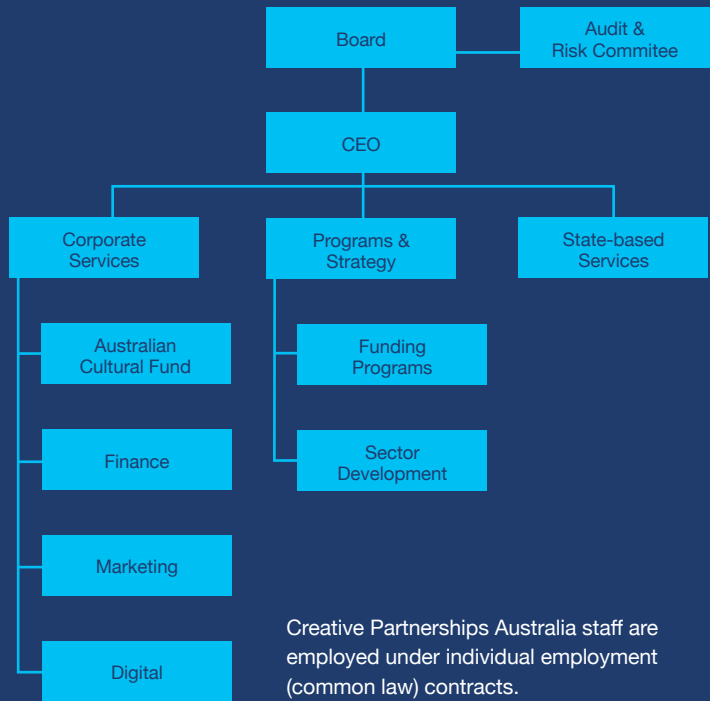 Board
Audit &
Risk Commitee
CEO
Corporate
Services
Programs &
Strategy
State-based
Services
Australian
Cultural Fund
Funding
Programs
Finance
Sector
Development
Marketing
Digital
Creative Partnerships Australia staff are
employed under individual employment
(common law) contracts.